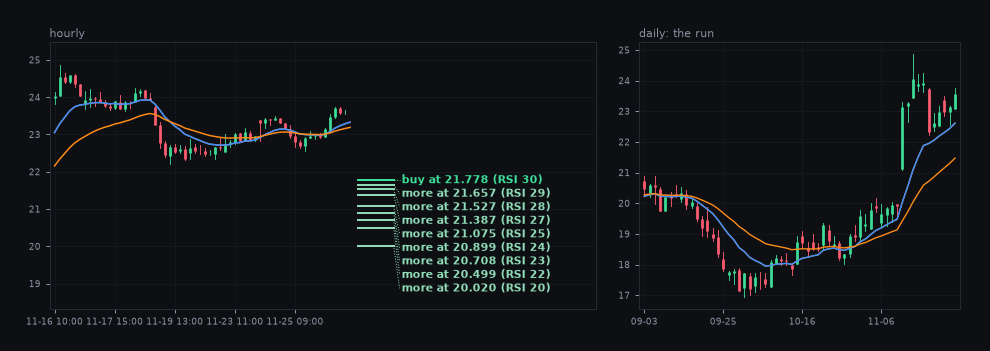 hourly
daily: the run
25
24
23
22
21
20
19
buy at 21.778 (RSI 30)
more at 21.657 (RSI 29)
more at 21.527 (RSI 28)
more at 21.387 (RSI 27)
more at 21.075 (RSI 25)
more at 20.899 (RSI 24)
more at 20.708 (RSI 23)
more at 20.499 (RSI 22)
more at 20.020 (RSI 20)
11-16 10:00 11-17 15:00 11-19 13:00 11-23 11:00 11-25 09:00
25
24
23
22
21
20
19
18
17
09-03 09-25 10-16 11-06